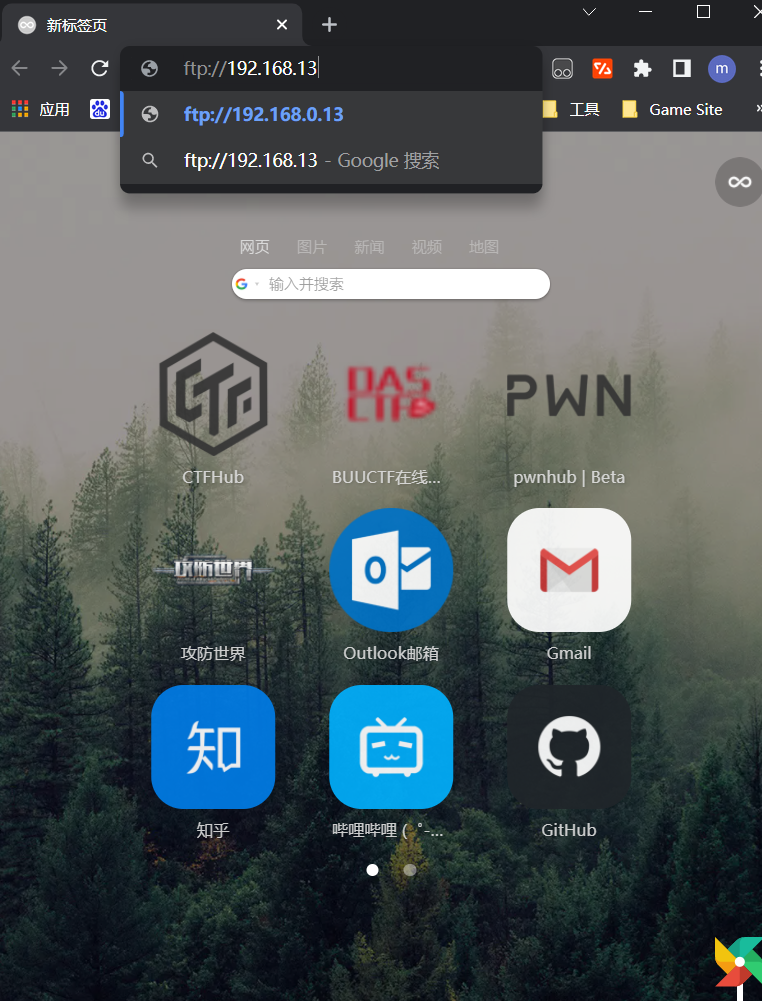 新标签页
ftp://192.168.13
m
应用
工具
Game Site
ftp://192.168.0.13
ftp://192.168.13 - Google 搜索
网页 图片 新闻 视频 地图
G 输入并搜索
CTF
DAS
CTF
PWN
CTFHub
BUUCTF在线...
pwnhub | Beta
攻防世界
攻防世界
Outlook邮箱
Gmail
知
知乎
哔哩哔哩 ( ゜-...
GitHub